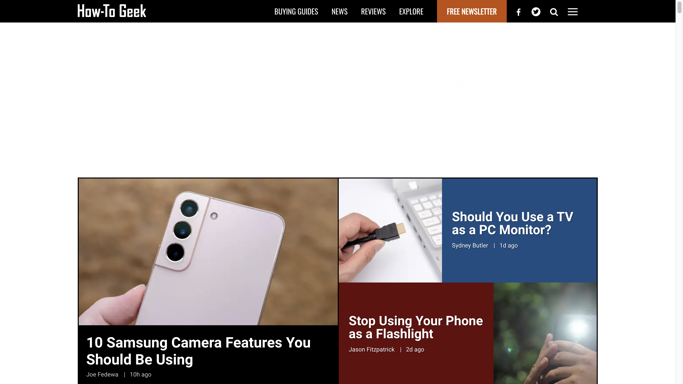 How-To Geek
BUYING GUIDES NEWS REVIEWS EXPLORE FREE NEWSLETTER
Should You Use a TV
as a PC Monitor?
Sydney Butler | 1d ago
Stop Using Your Phone
as a Flashlight
Jason Fitzpatrick | 2d ago
10 Samsung Camera Features You
Should Be Using
Joe Fedewa | 10h ago